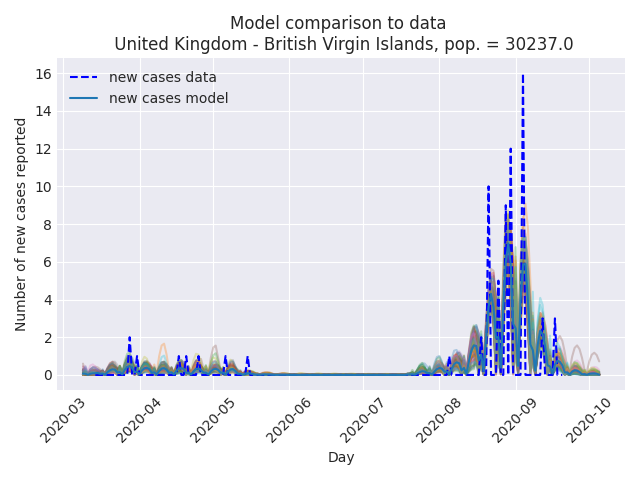 Model comparison to data
United Kingdom - British Virgin Islands, pop. = 30237.0
new cases data
new cases model
Number of new cases reported
16
14
12
10
8
6
4
2
0
2020-03
2020-04
2020-05
2020-06
2020-07
2020-08
2020-09
2020-10
Day